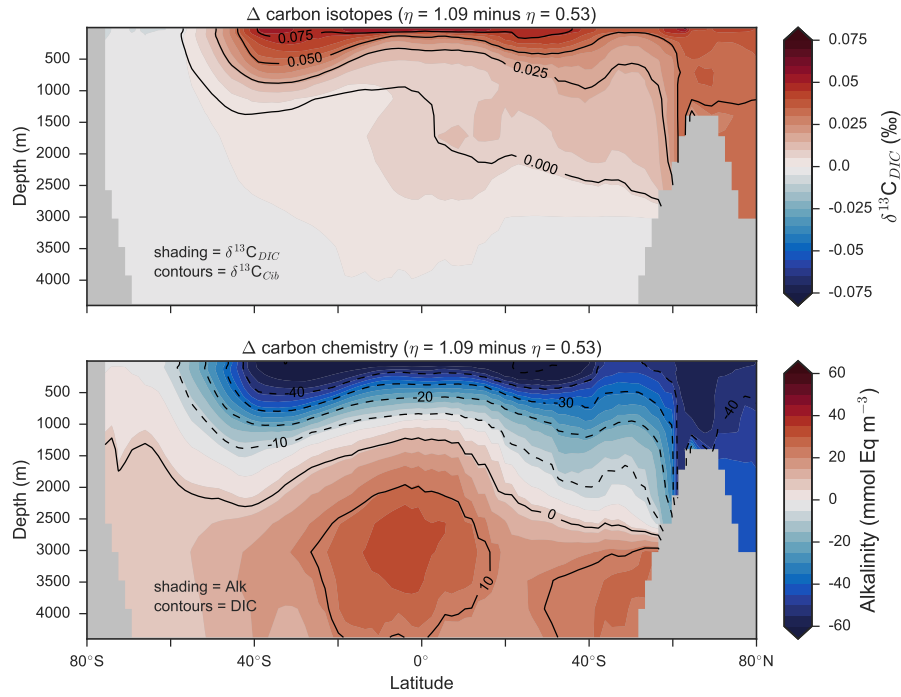 Δ carbon isotopes (η = 1.09 minus η = 0.53)
0.075
0.050
0.025
0.000
500
1000
1500
2000
2500
3000
3500
4000
Depth (m)
shading = δ¹³C_DIC
contours = δ¹³C_Cib
0.075
0.05
0.025
0.0
-0.025
-0.05
-0.075
δ¹³C_DIC (‰)
Δ carbon chemistry (η = 1.09 minus η = 0.53)
-40
-30
-20
-10
-40
0
10
500
1000
1500
2000
2500
3000
3500
4000
Depth (m)
shading = Alk
contours = DIC
80°S
40°S
0°
40°S
80°N
Latitude
60
40
20
0
-20
-40
-60
Alkalinity (mmol Eq m⁻³)